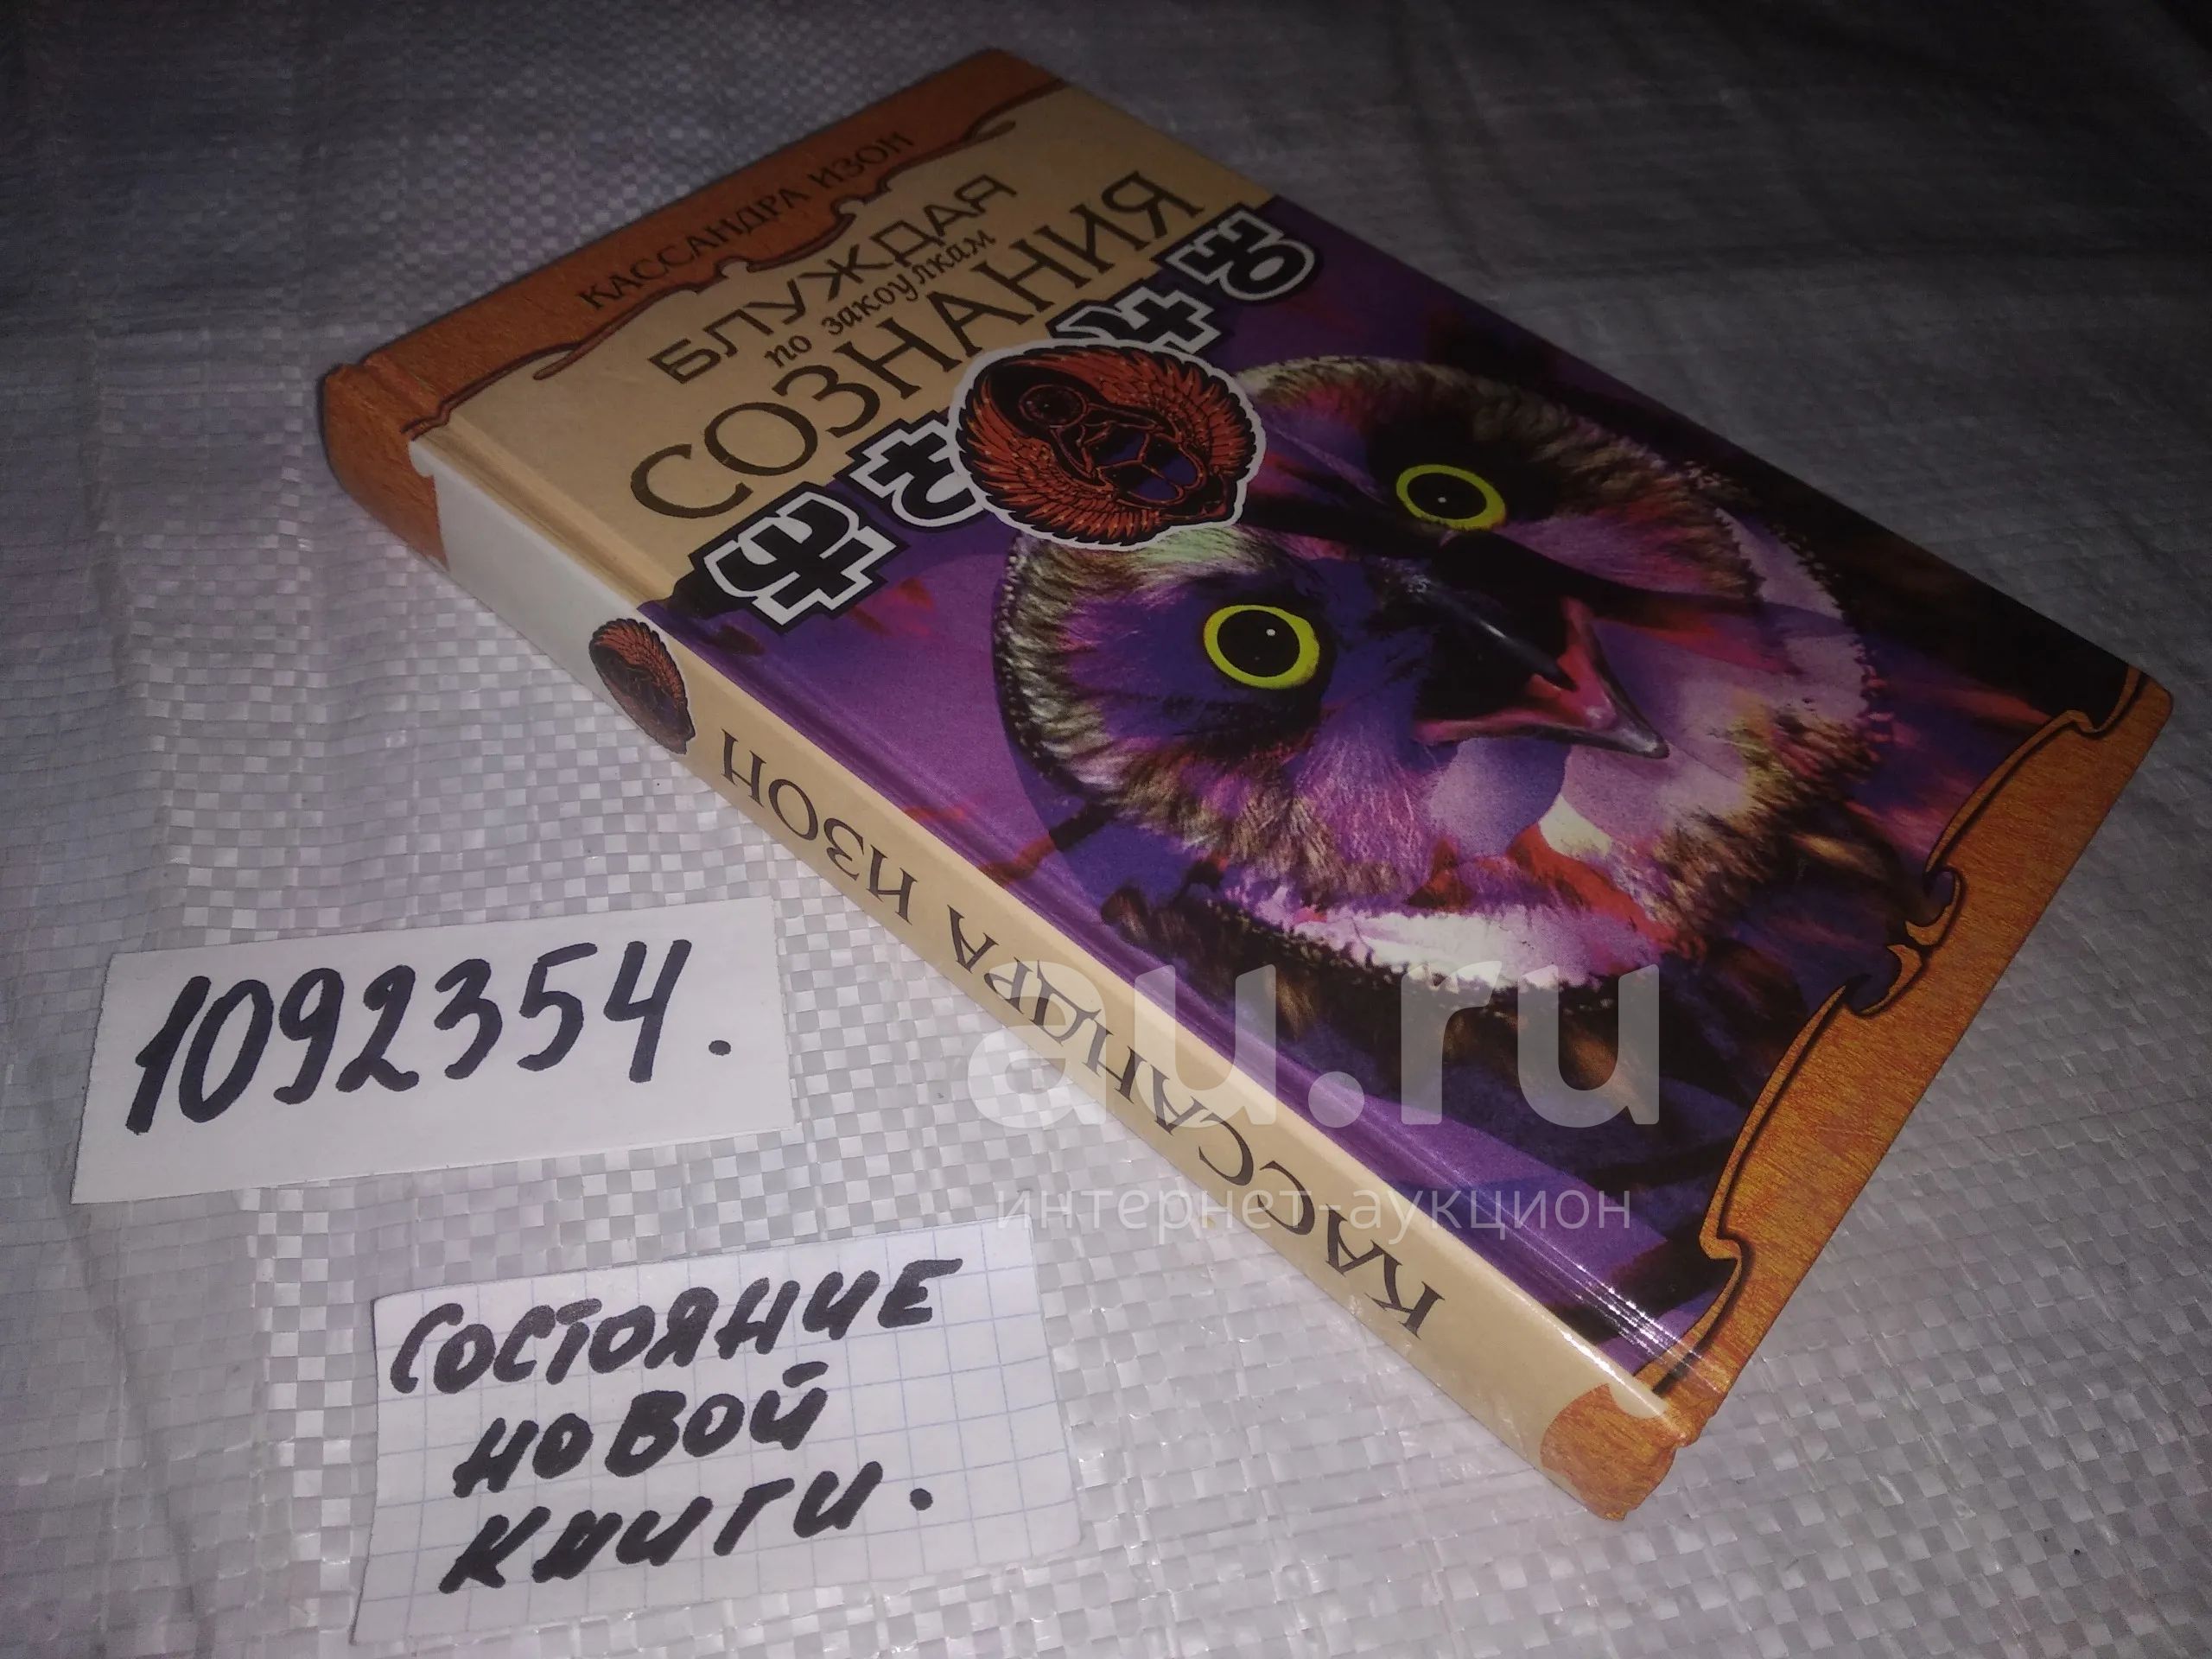 КАССАНДРА ИЗОН
БЛУЖДАЯ
по закоулкам
СОЗНАНИЯ
КАССАНДРА ИЗОН
1092354.
СОСТОЯНИЕ
НОВОЙ
КНИГИ.
au.ru
интернет-аукцион